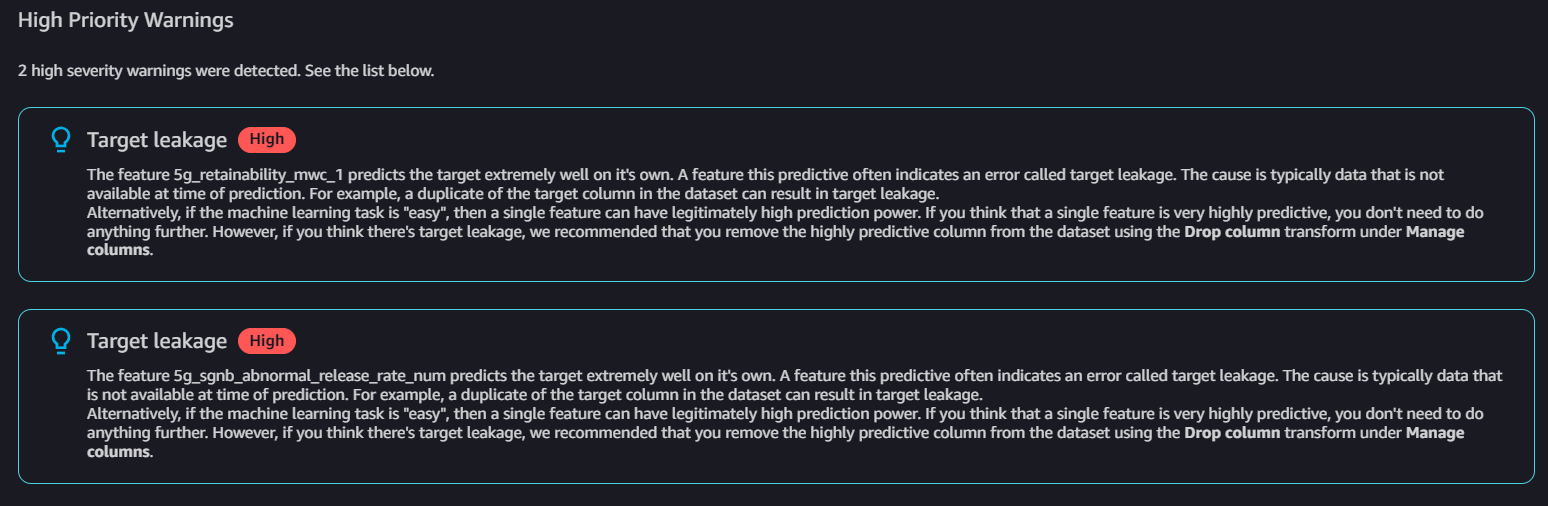 High Priority Warnings
2 high severity warnings were detected. See the list below.
Target leakage High
The feature 5g_retainability_mwc_1 predicts the target extremely well on it's own. A feature this predictive often indicates an error called target leakage. The cause is typically data that is not
available at time of prediction. For example, a duplicate of the target column in the dataset can result in target leakage.
Alternatively, if the machine learning task is "easy", then a single feature can have legitimately high prediction power. If you think that a single feature is very highly predictive, you don't need to do
anything further. However, if you think there's target leakage, we recommended that you remove the highly predictive column from the dataset using the Drop column transform under Manage
columns.
Target leakage High
The feature 5g_sgnb_abnormal_release_rate_num predicts the target extremely well on it's own. A feature this predictive often indicates an error called target leakage. The cause is typically data that
is not available at time of prediction. For example, a duplicate of the target column in the dataset can result in target leakage.
Alternatively, if the machine learning task is "easy", then a single feature can have legitimately high prediction power. If you think that a single feature is very highly predictive, you don't need to do
anything further. However, if you think there's target leakage, we recommended that you remove the highly predictive column from the dataset using the Drop column transform under Manage
columns.